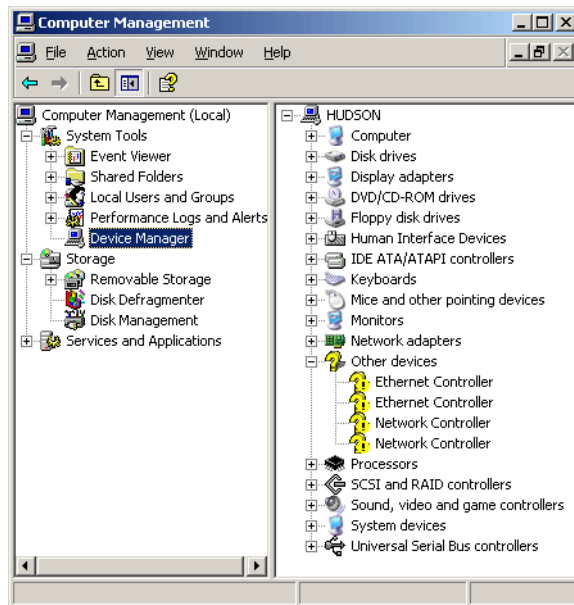 Computer Management
File Action View Window Help
Computer Management (Local)
System Tools
Event Viewer
Shared Folders
Local Users and Groups
Performance Logs and Alerts
Device Manager
Storage
Removable Storage
Disk Defragmenter
Disk Management
Services and Applications
HUDSON
Computer
Disk drives
Display adapters
DVD/CD-ROM drives
Floppy disk drives
Human Interface Devices
IDE ATA/ATAPI controllers
Keyboards
Mice and other pointing devices
Monitors
Network adapters
Other devices
Ethernet Controller
Ethernet Controller
Network Controller
Network Controller
Processors
SCSI and RAID controllers
Sound, video and game controllers
System devices
Universal Serial Bus controllers